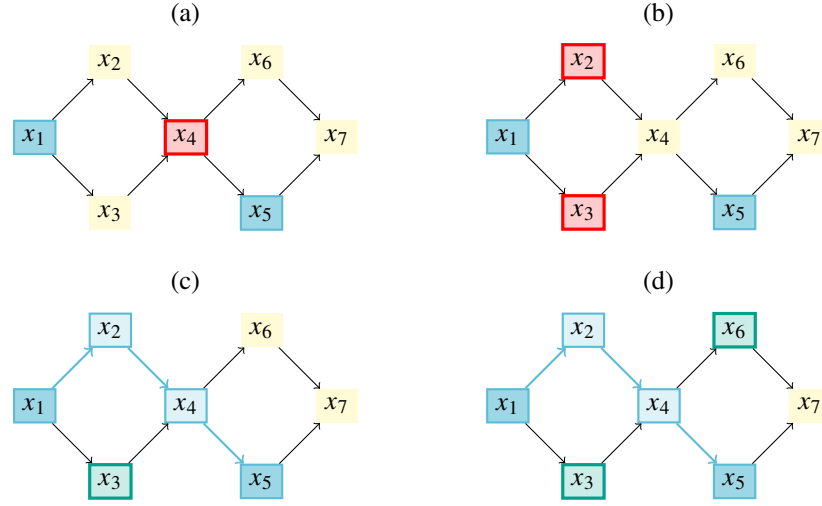 (a) (b)
x₂ x₆ x₂ x₆
x₁ x₄ x₇ x₁ x₄ x₇
x₃ x₅ x₃ x₅
(c) (d)
x₂ x₆ x₂ x₆
x₁ x₄ x₇ x₁ x₄ x₇
x₃ x₅ x₃ x₅